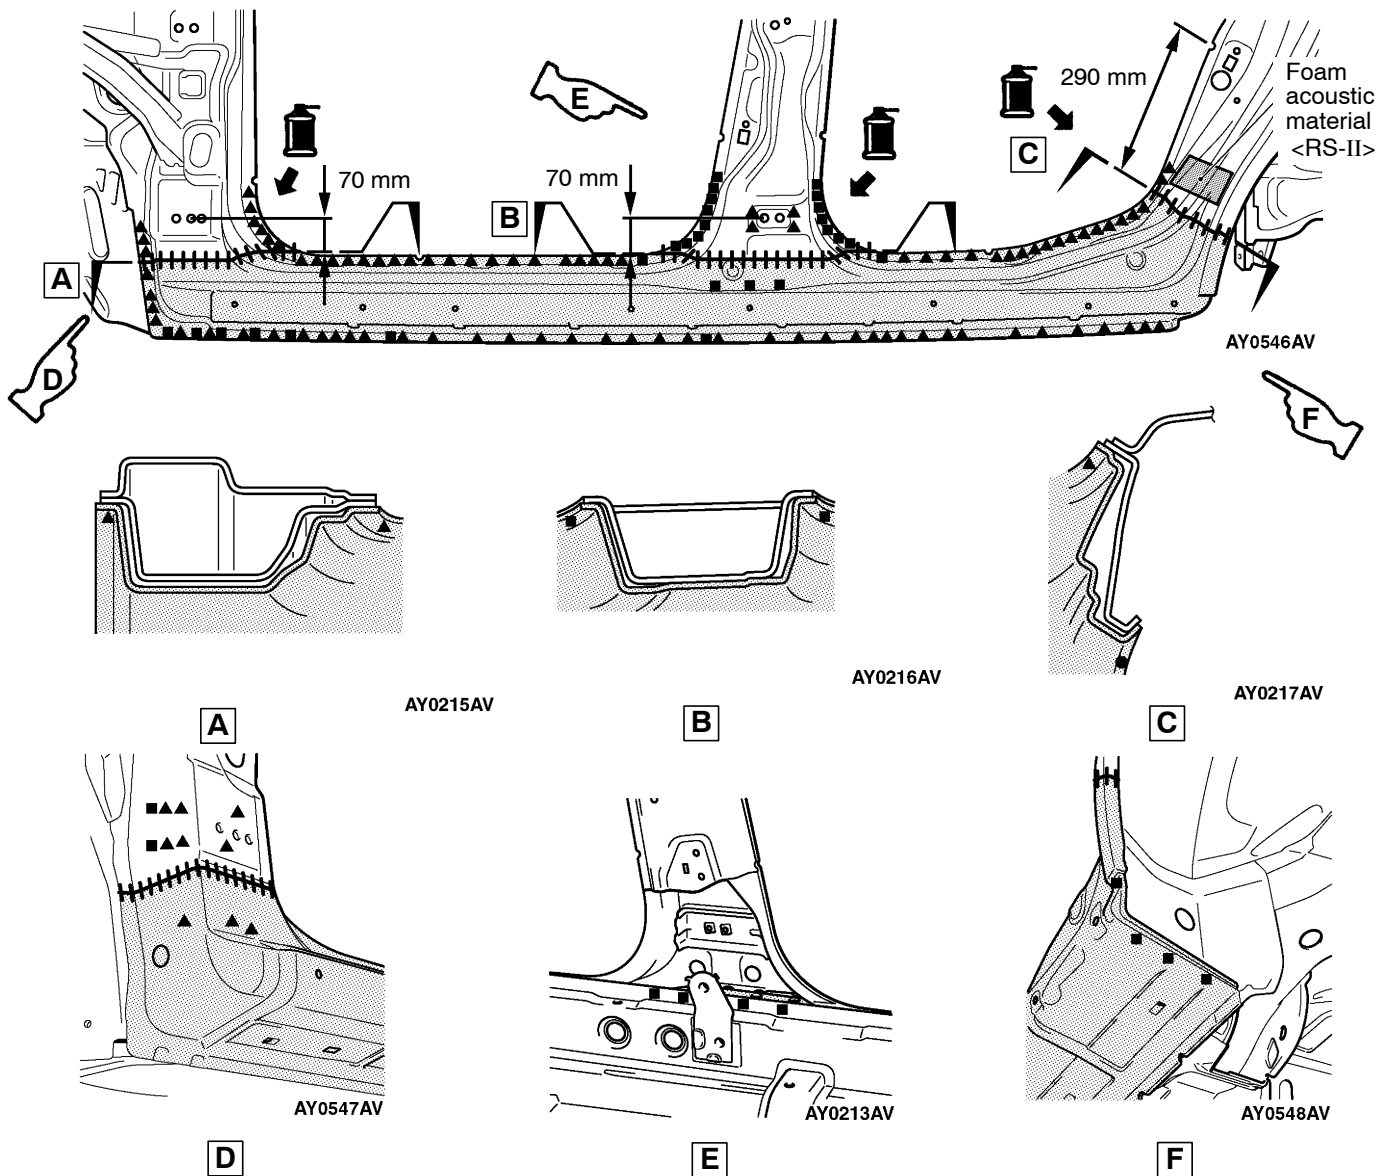 E
290 mm
Foam
acoustic
material
<RS-II>
C
70 mm
70 mm
B
A
AY0546AV
D
F
AY0215AV
AY0216AV
AY0217AV
A
B
C
AY0547AV
AY0213AV
AY0548AV
D
E
F